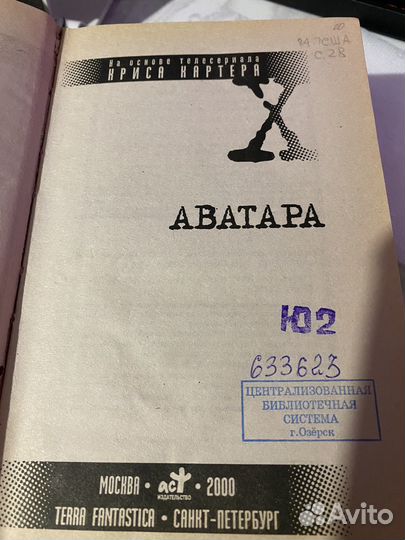 84.7США
С.28
На основе телесериала
КРИСА КАРТЕРА
X
АВАТАРА
Ю2
633623
ЦЕНТРАЛИЗОВАННАЯ
БИБЛИОТЕЧНАЯ
СИСТЕМА
г.Озёрск
МОСКВА • аст ИЗДАТЕЛЬСТВО • 2000
TERRA FANTASTICA • САНКТ-ПЕТЕРБУРГ
Avito